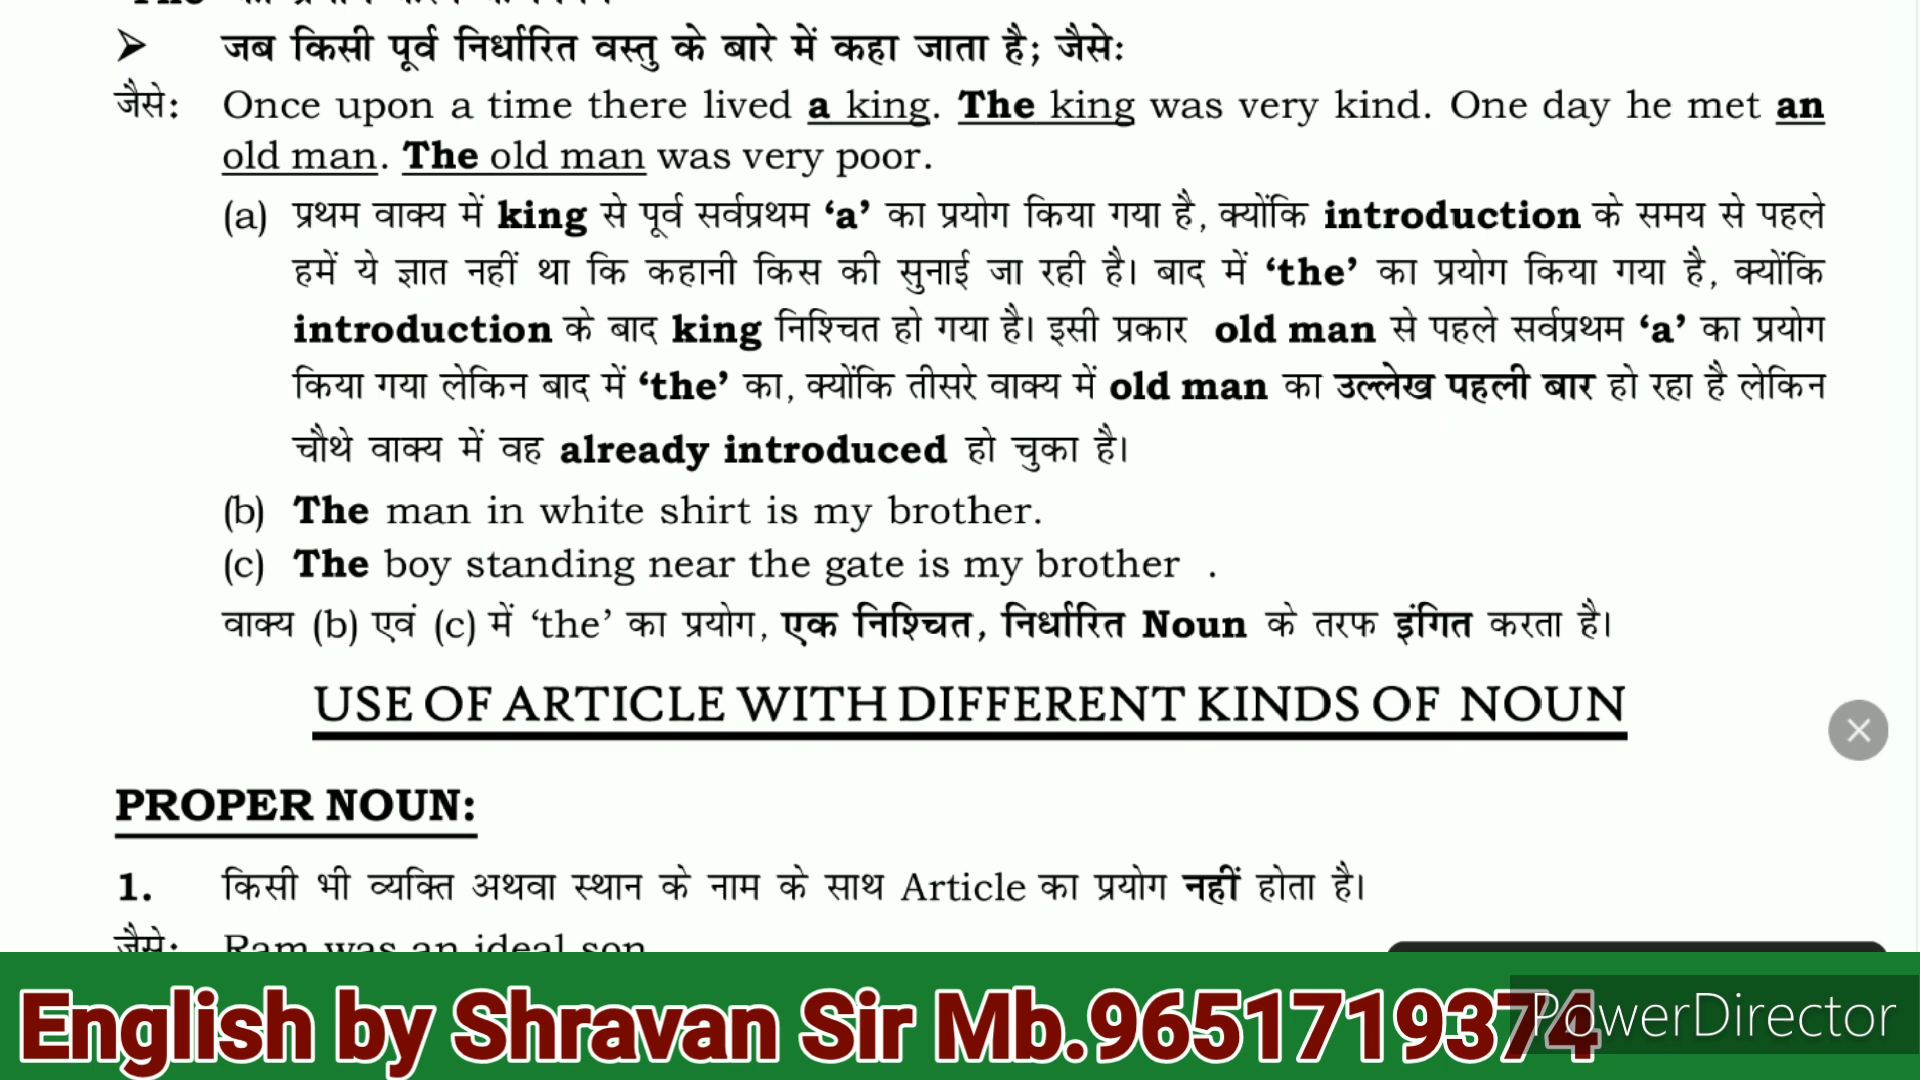 ➢ जब किसी पूर्व निर्धारित वस्तु के बारे में कहा जाता है; जैसे:
जैसे: Once upon a time there lived a king. The king was very kind. One day he met an
old man. The old man was very poor.
(a) प्रथम वाक्य में king से पूर्व सर्वप्रथम ‘a’ का प्रयोग किया गया है, क्योंकि introduction के समय से पहले
हमें ये ज्ञात नहीं था कि कहानी किस की सुनाई जा रही है। बाद में ‘the’ का प्रयोग किया गया है, क्योंकि
introduction के बाद king निश्चित हो गया है। इसी प्रकार old man से पहले सर्वप्रथम ‘a’ का प्रयोग
किया गया लेकिन बाद में ‘the’ का, क्योंकि तीसरे वाक्य में old man का उल्लेख पहली बार हो रहा है लेकिन
चौथे वाक्य में वह already introduced हो चुका है।
(b) The man in white shirt is my brother.
(c) The boy standing near the gate is my brother .
वाक्य (b) एवं (c) में ‘the’ का प्रयोग, एक निश्चित, निर्धारित Noun के तरफ इंगित करता है।
USE OF ARTICLE WITH DIFFERENT KINDS OF NOUN
PROPER NOUN:
1. किसी भी व्यक्ति अथवा स्थान के नाम के साथ Article का प्रयोग नहीं होता है।
जैसे: Ram was an ideal son
English by Shravan Sir Mb.9651719374
PowerDirector